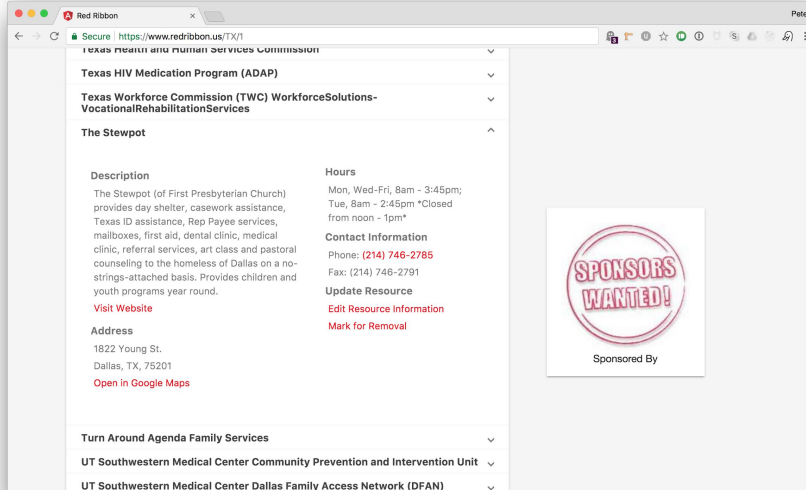 Red Ribbon
Pete
Secure https://www.redribbon.us/TX/1
Texas Health and Human Services Commission
Texas HIV Medication Program (ADAP)
Texas Workforce Commission (TWC) WorkforceSolutions-
VocationalRehabilitationServices
The Stewpot
Description
The Stewpot (of First Presbyterian Church)
provides day shelter, casework assistance,
Texas ID assistance, Rep Payee services,
mailboxes, first aid, dental clinic, medical
clinic, referral services, art class and pastoral
counseling to the homeless of Dallas on a no-
strings-attached basis. Provides children and
youth programs year round.
Visit Website
Address
1822 Young St.
Dallas, TX, 75201
Open in Google Maps
Hours
Mon, Wed-Fri, 8am - 3:45pm;
Tue, 8am - 2:45pm *Closed
from noon - 1pm*
Contact Information
Phone: (214) 746-2785
Fax: (214) 746-2791
Update Resource
Edit Resource Information
Mark for Removal
SPONSORS
WANTED!
Sponsored By
Turn Around Agenda Family Services
UT Southwestern Medical Center Community Prevention and Intervention Unit
UT Southwestern Medical Center Dallas Family Access Network (DFAN)